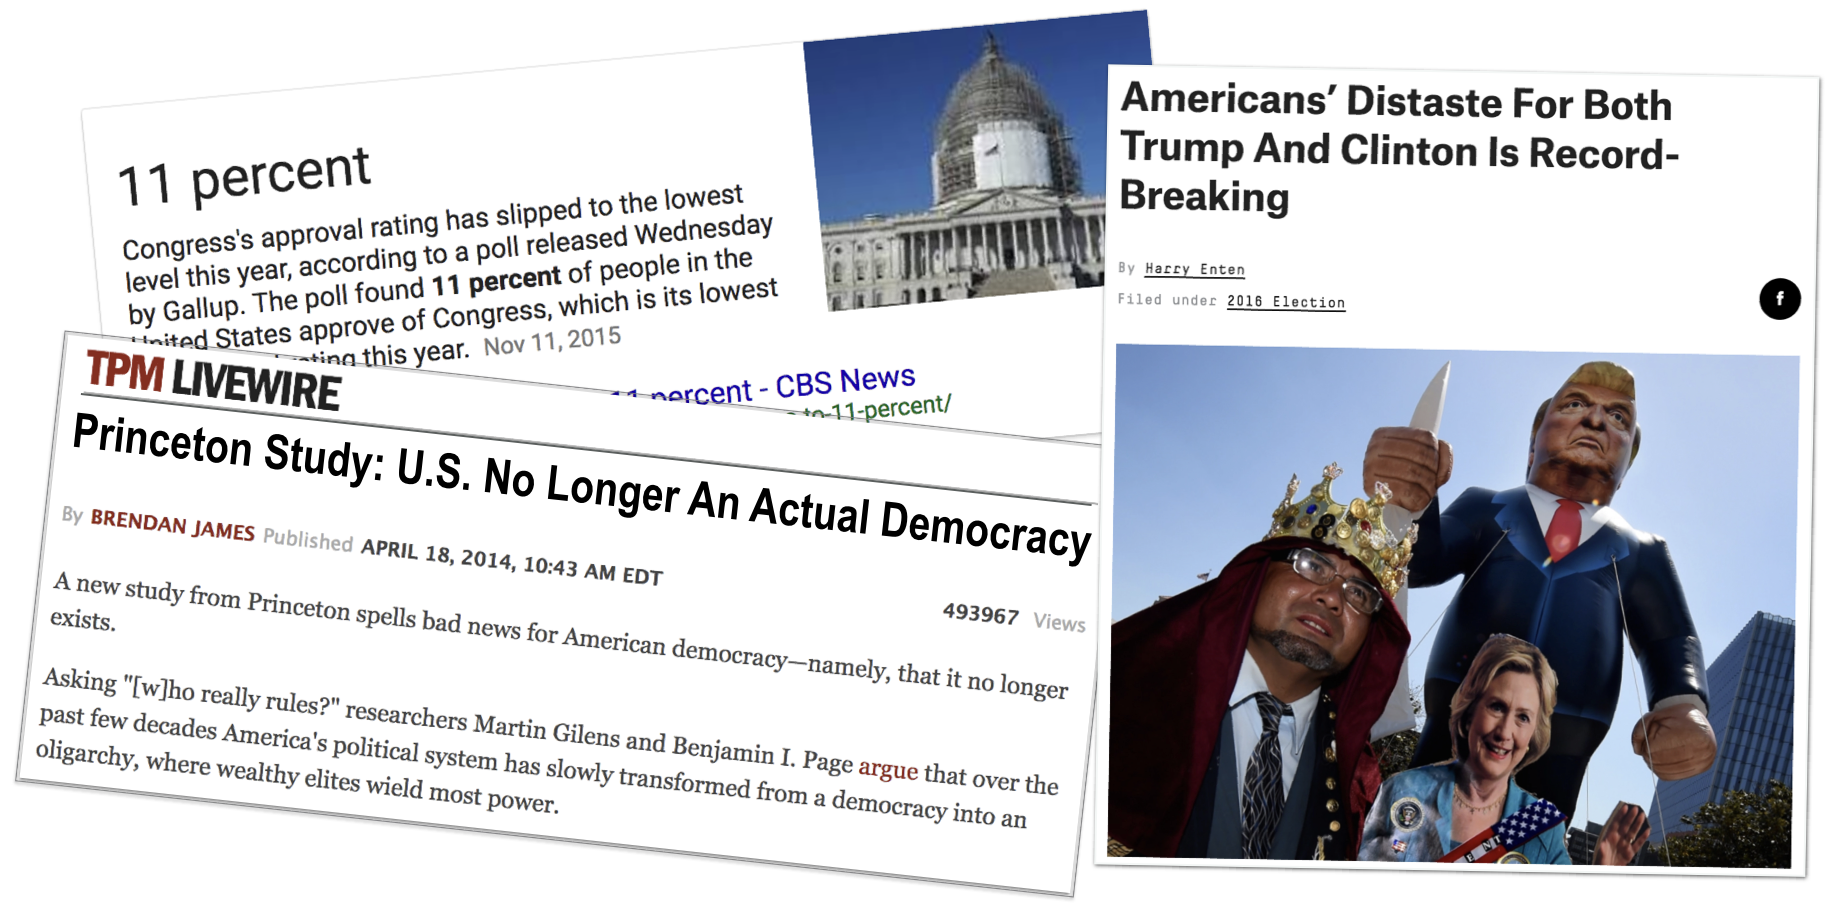 11 percent
Congress's approval rating has slipped to the lowest
level this year, according to a poll released Wednesday
by Gallup. The poll found 11 percent of people in the
United States approve of Congress, which is its lowest
rating this year. Nov 11, 2015
11 percent - CBS News
to-11-percent/
TPM LIVEWIRE
Princeton Study: U.S. No Longer An Actual Democracy
By BRENDAN JAMES Published APRIL 18, 2014, 10:43 AM EDT
493967 Views
A new study from Princeton spells bad news for American democracy—namely, that it no longer
exists.
Asking "[w]ho really rules?" researchers Martin Gilens and Benjamin I. Page argue that over the
past few decades America's political system has slowly transformed from a democracy into an
oligarchy, where wealthy elites wield most power.
Americans’ Distaste For Both
Trump And Clinton Is Record-
Breaking
By Harry Enten
Filed under 2016 Election
f